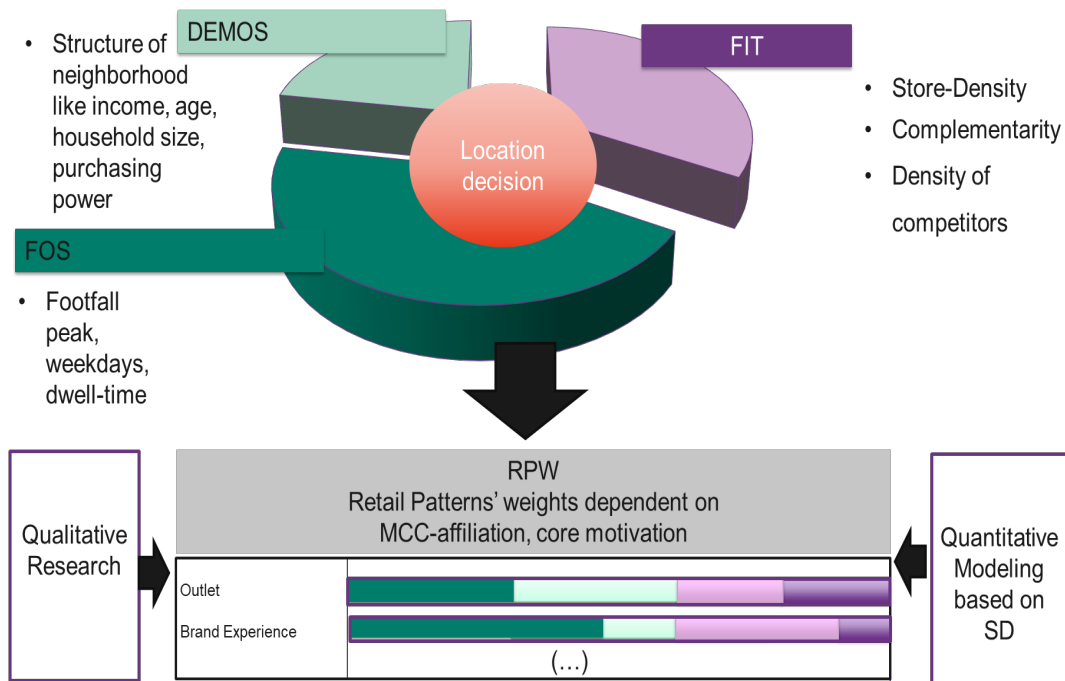 DEMOS
• Structure of
neighborhood
like income, age,
household size,
purchasing
power
FIT
• Store-Density
• Complementarity
• Density of
competitors
Location
decision
FOS
• Footfall
peak,
weekdays,
dwell-time
RPW
Retail Patterns’ weights dependent on
MCC-affiliation, core motivation
Qualitative
Research
Outlet
Brand Experience
(…)
Quantitative
Modeling
based on
SD